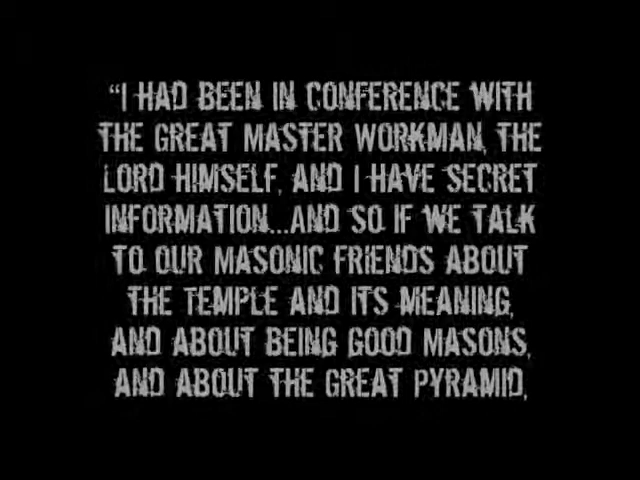 “I HAD BEEN IN CONFERENCE WITH
THE GREAT MASTER WORKMAN, THE
LORD HIMSELF, AND I HAVE SECRET
INFORMATION...AND SO IF WE TALK
TO OUR MASONIC FRIENDS ABOUT
THE TEMPLE AND ITS MEANING,
AND ABOUT BEING GOOD MASONS,
AND ABOUT THE GREAT PYRAMID,